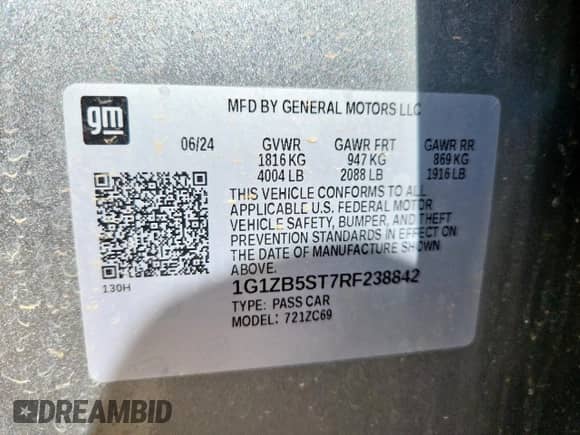 gm
MFD BY GENERAL MOTORS LLC
06/24 GVWR GAWR FRT GAWR RR
1816 KG 947 KG 869 KG
4004 LB 2088 LB 1916 LB
THIS VEHICLE CONFORMS TO ALL
APPLICABLE U.S. FEDERAL MOTOR
VEHICLE SAFETY, BUMPER, AND THEFT
PREVENTION STANDARDS IN EFFECT ON
THE DATE OF MANUFACTURE SHOWN
ABOVE.
130H
1G1ZB5ST7RF238842
TYPE: PASS CAR
MODEL: 721ZC69
DREAMBID